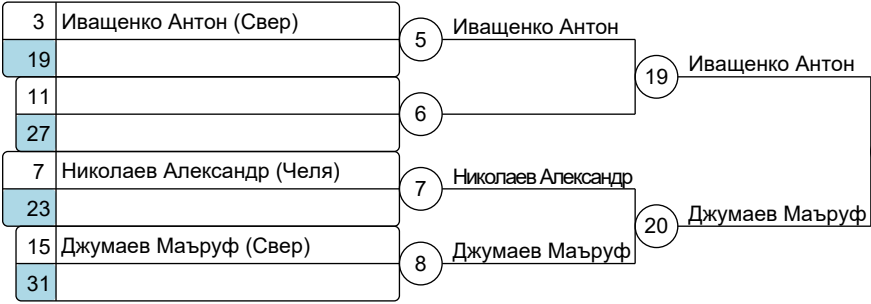 3 Иващенко Антон (Свер)
19
5 Иващенко Антон
11
27
6
19 Иващенко Антон
7 Николаев Александр (Челя)
23
7 Николаев Александр
15 Джумаев Маъруф (Свер)
31
8 Джумаев Маъруф
20 Джумаев Маъруф